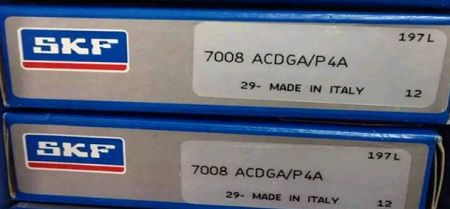 197L
SKF
7008 ACDGA/P4A
29- MADE IN ITALY 12
197L
SKF
7008 ACDGA/P4A
29- MADE IN ITALY 12